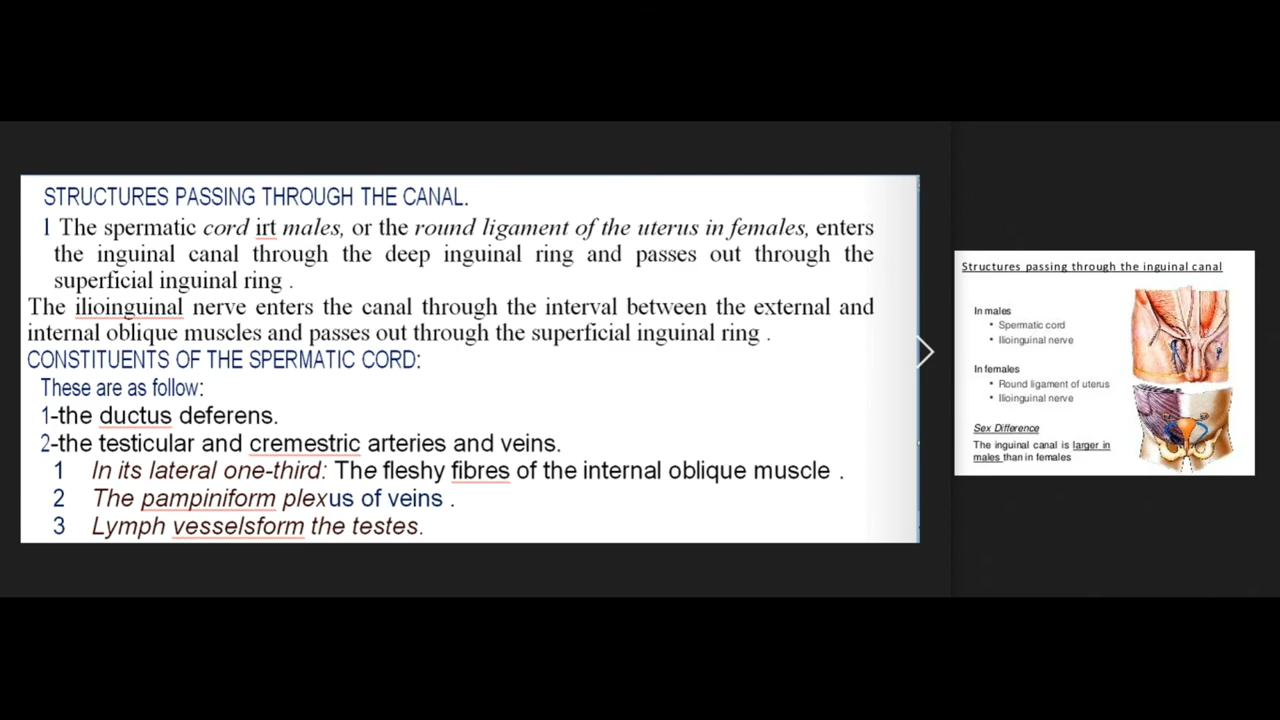 STRUCTURES PASSING THROUGH THE CANAL.
1 The spermatic cord irt males, or the round ligament of the uterus in females, enters
the inguinal canal through the deep inguinal ring and passes out through the
superficial inguinal ring .
The ilioinguinal nerve enters the canal through the interval between the external and
internal oblique muscles and passes out through the superficial inguinal ring .
CONSTITUENTS OF THE SPERMATIC CORD:
These are as follow:
1-the ductus deferens.
2-the testicular and cremestric arteries and veins.
1 In its lateral one-third: The fleshy fibres of the internal oblique muscle .
2 The pampiniform plexus of veins .
3 Lymph vesselsform the testes.
Structures passing through the inguinal canal
In males
• Spermatic cord
• Ilioinguinal nerve
In females
• Round ligament of uterus
• Ilioinguinal nerve
Sex Difference
The inguinal canal is larger in
males than in females